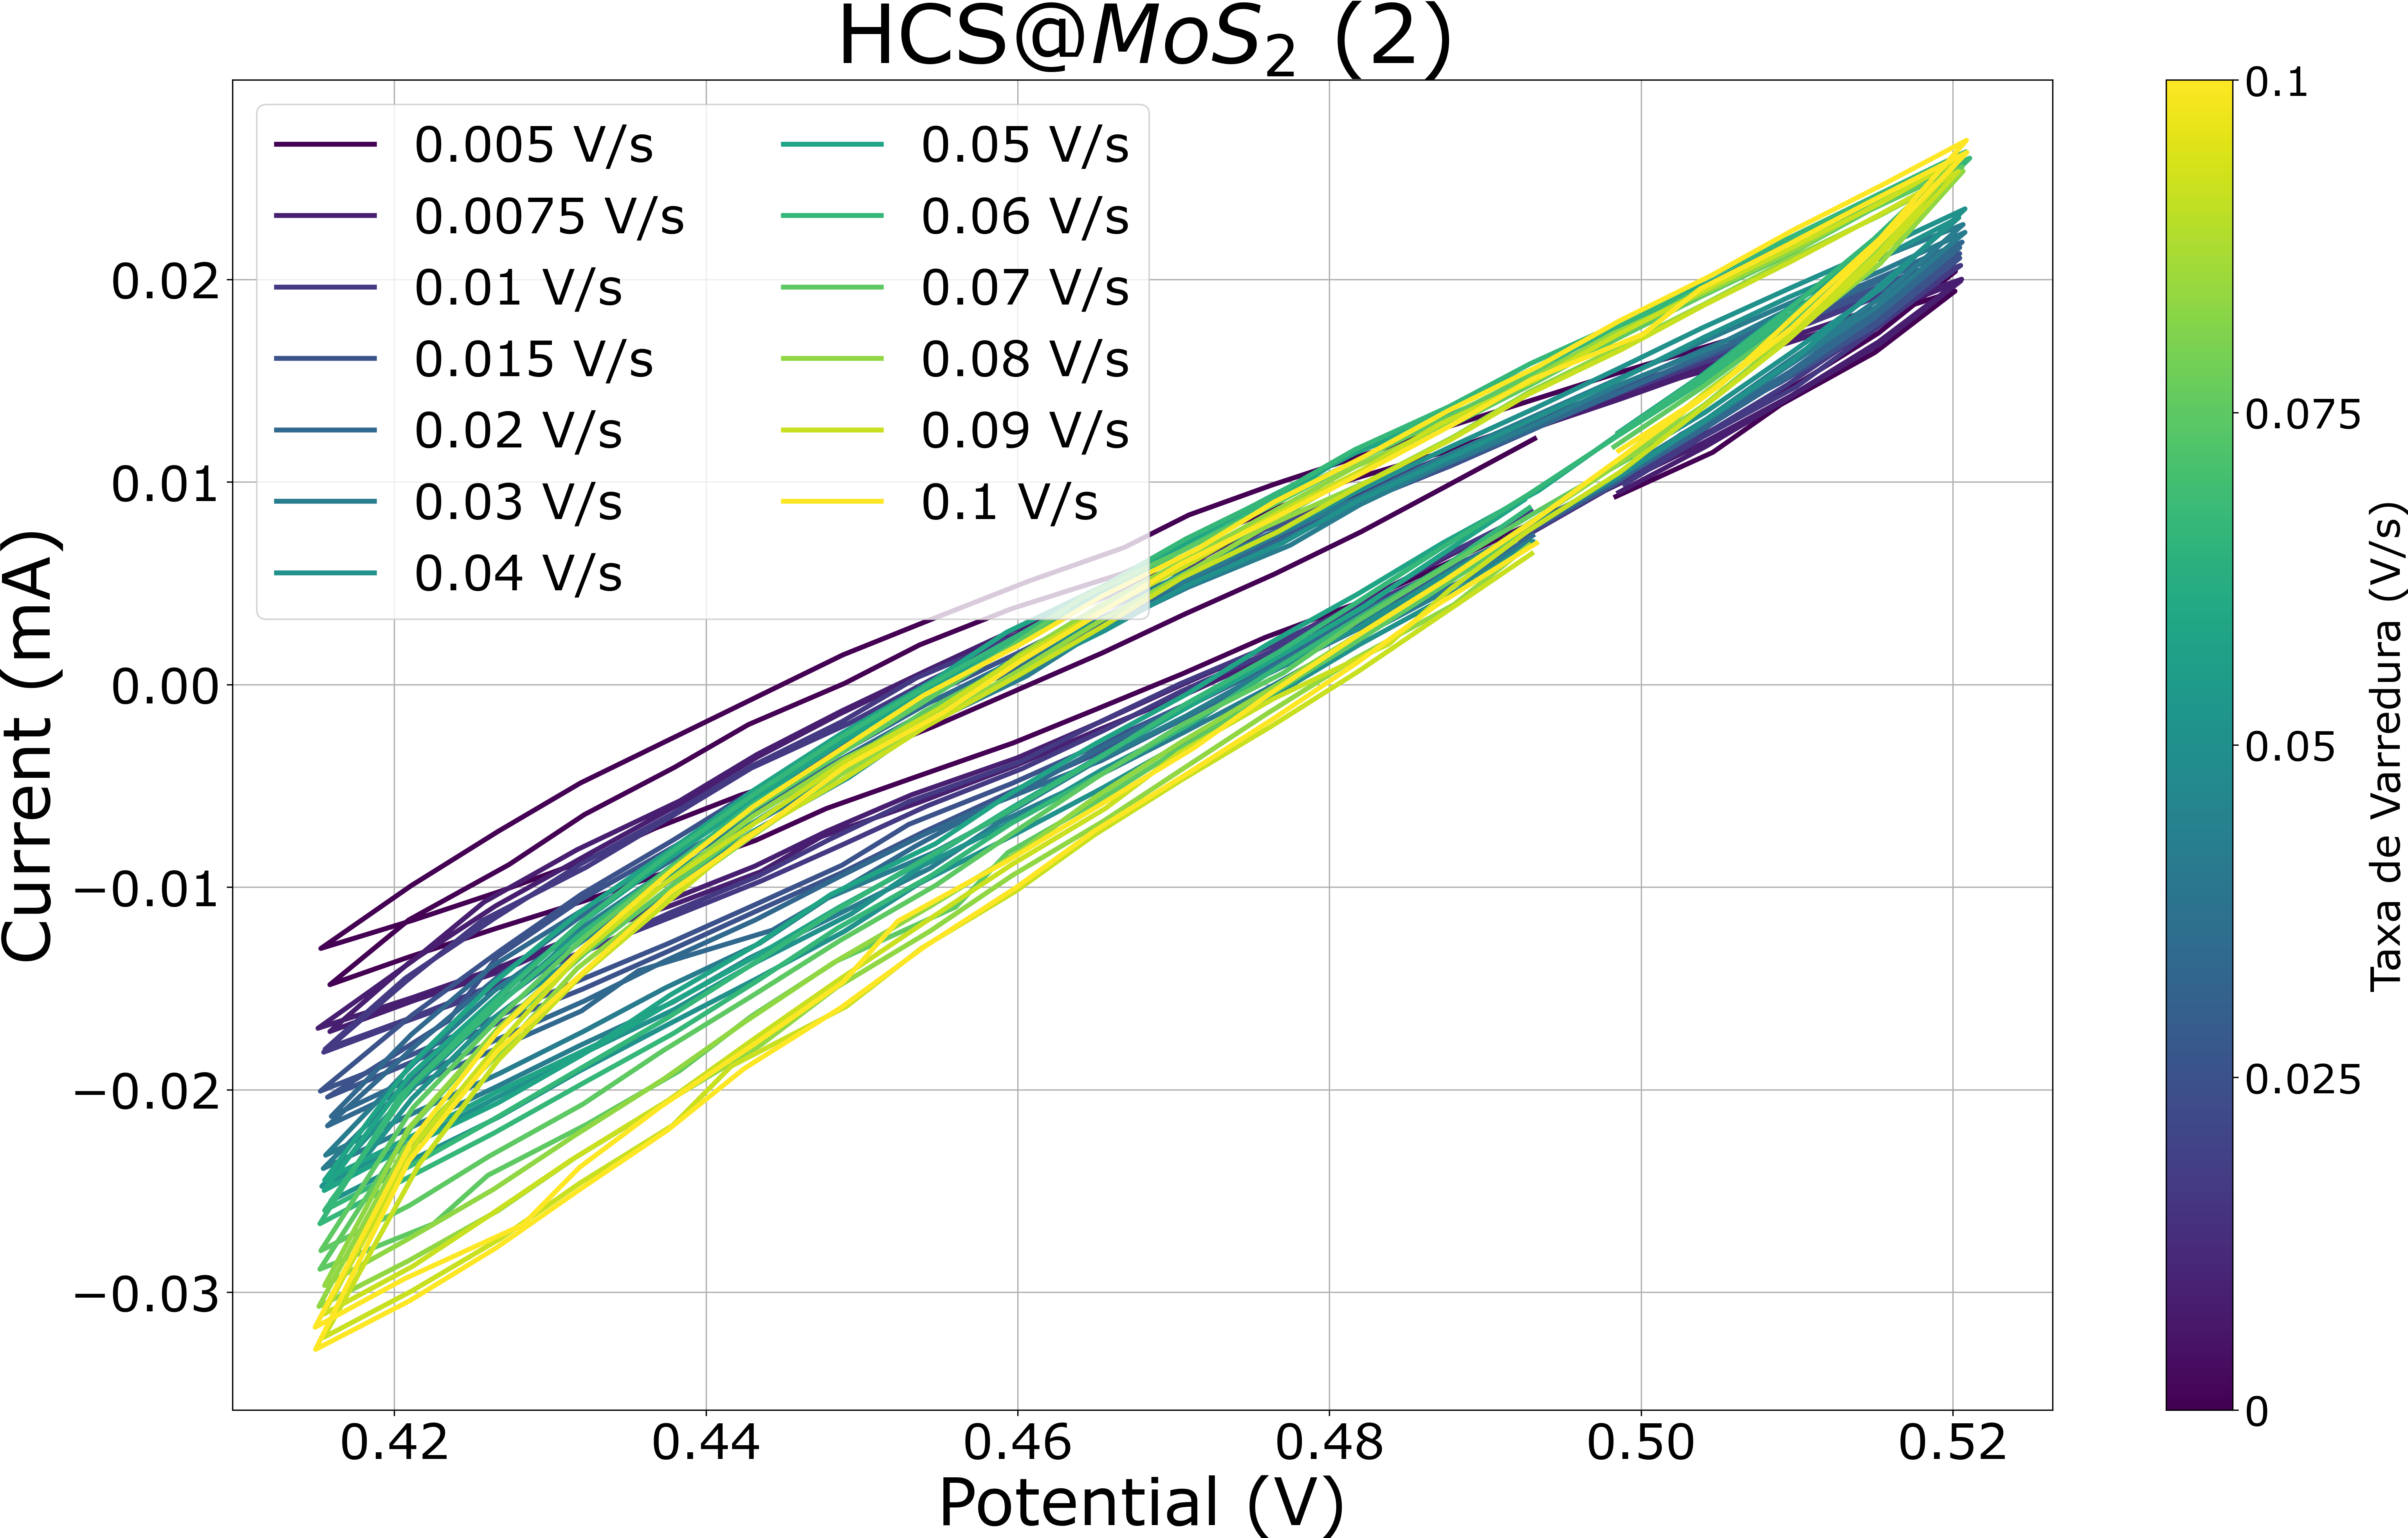 HCS@MoS₂ (2)
0.005 V/s
0.0075 V/s
0.01 V/s
0.015 V/s
0.02 V/s
0.03 V/s
0.04 V/s
0.05 V/s
0.06 V/s
0.07 V/s
0.08 V/s
0.09 V/s
0.1 V/s
Current (mA)
0.02
0.01
0.00
−0.01
−0.02
−0.03
0.42
0.44
0.46
0.48
0.50
0.52
Potential (V)
0.1
0.075
0.05
0.025
0
Taxa de Varredura (V/s)